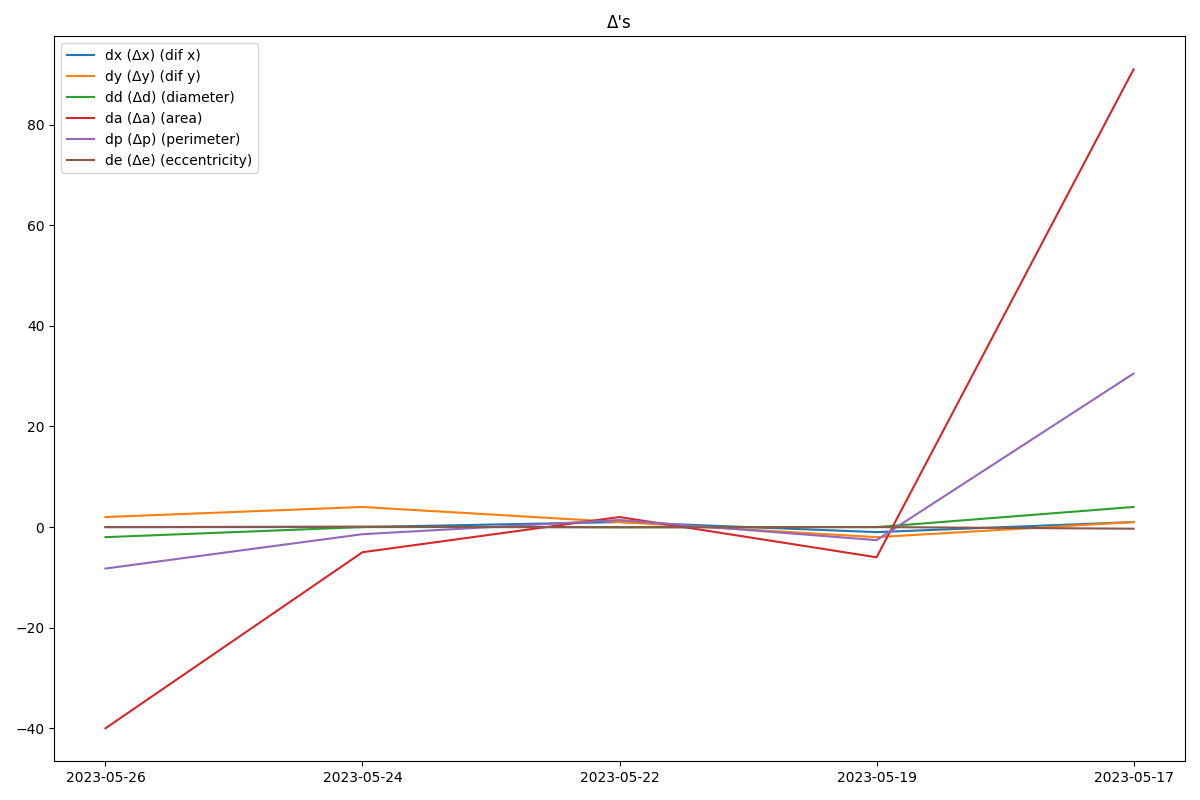 Δ's
dx (Δx) (dif x)
dy (Δy) (dif y)
dd (Δd) (diameter)
da (Δa) (area)
dp (Δp) (perimeter)
de (Δe) (eccentricity)
80
60
40
20
0
−20
−40
2023-05-26 2023-05-24 2023-05-22 2023-05-19 2023-05-17